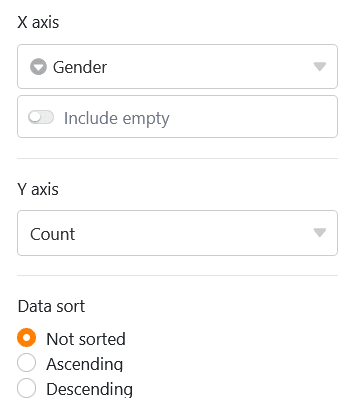 X axis
Gender
Include empty
Y axis
Count
Data sort
Not sorted
Ascending
Descending